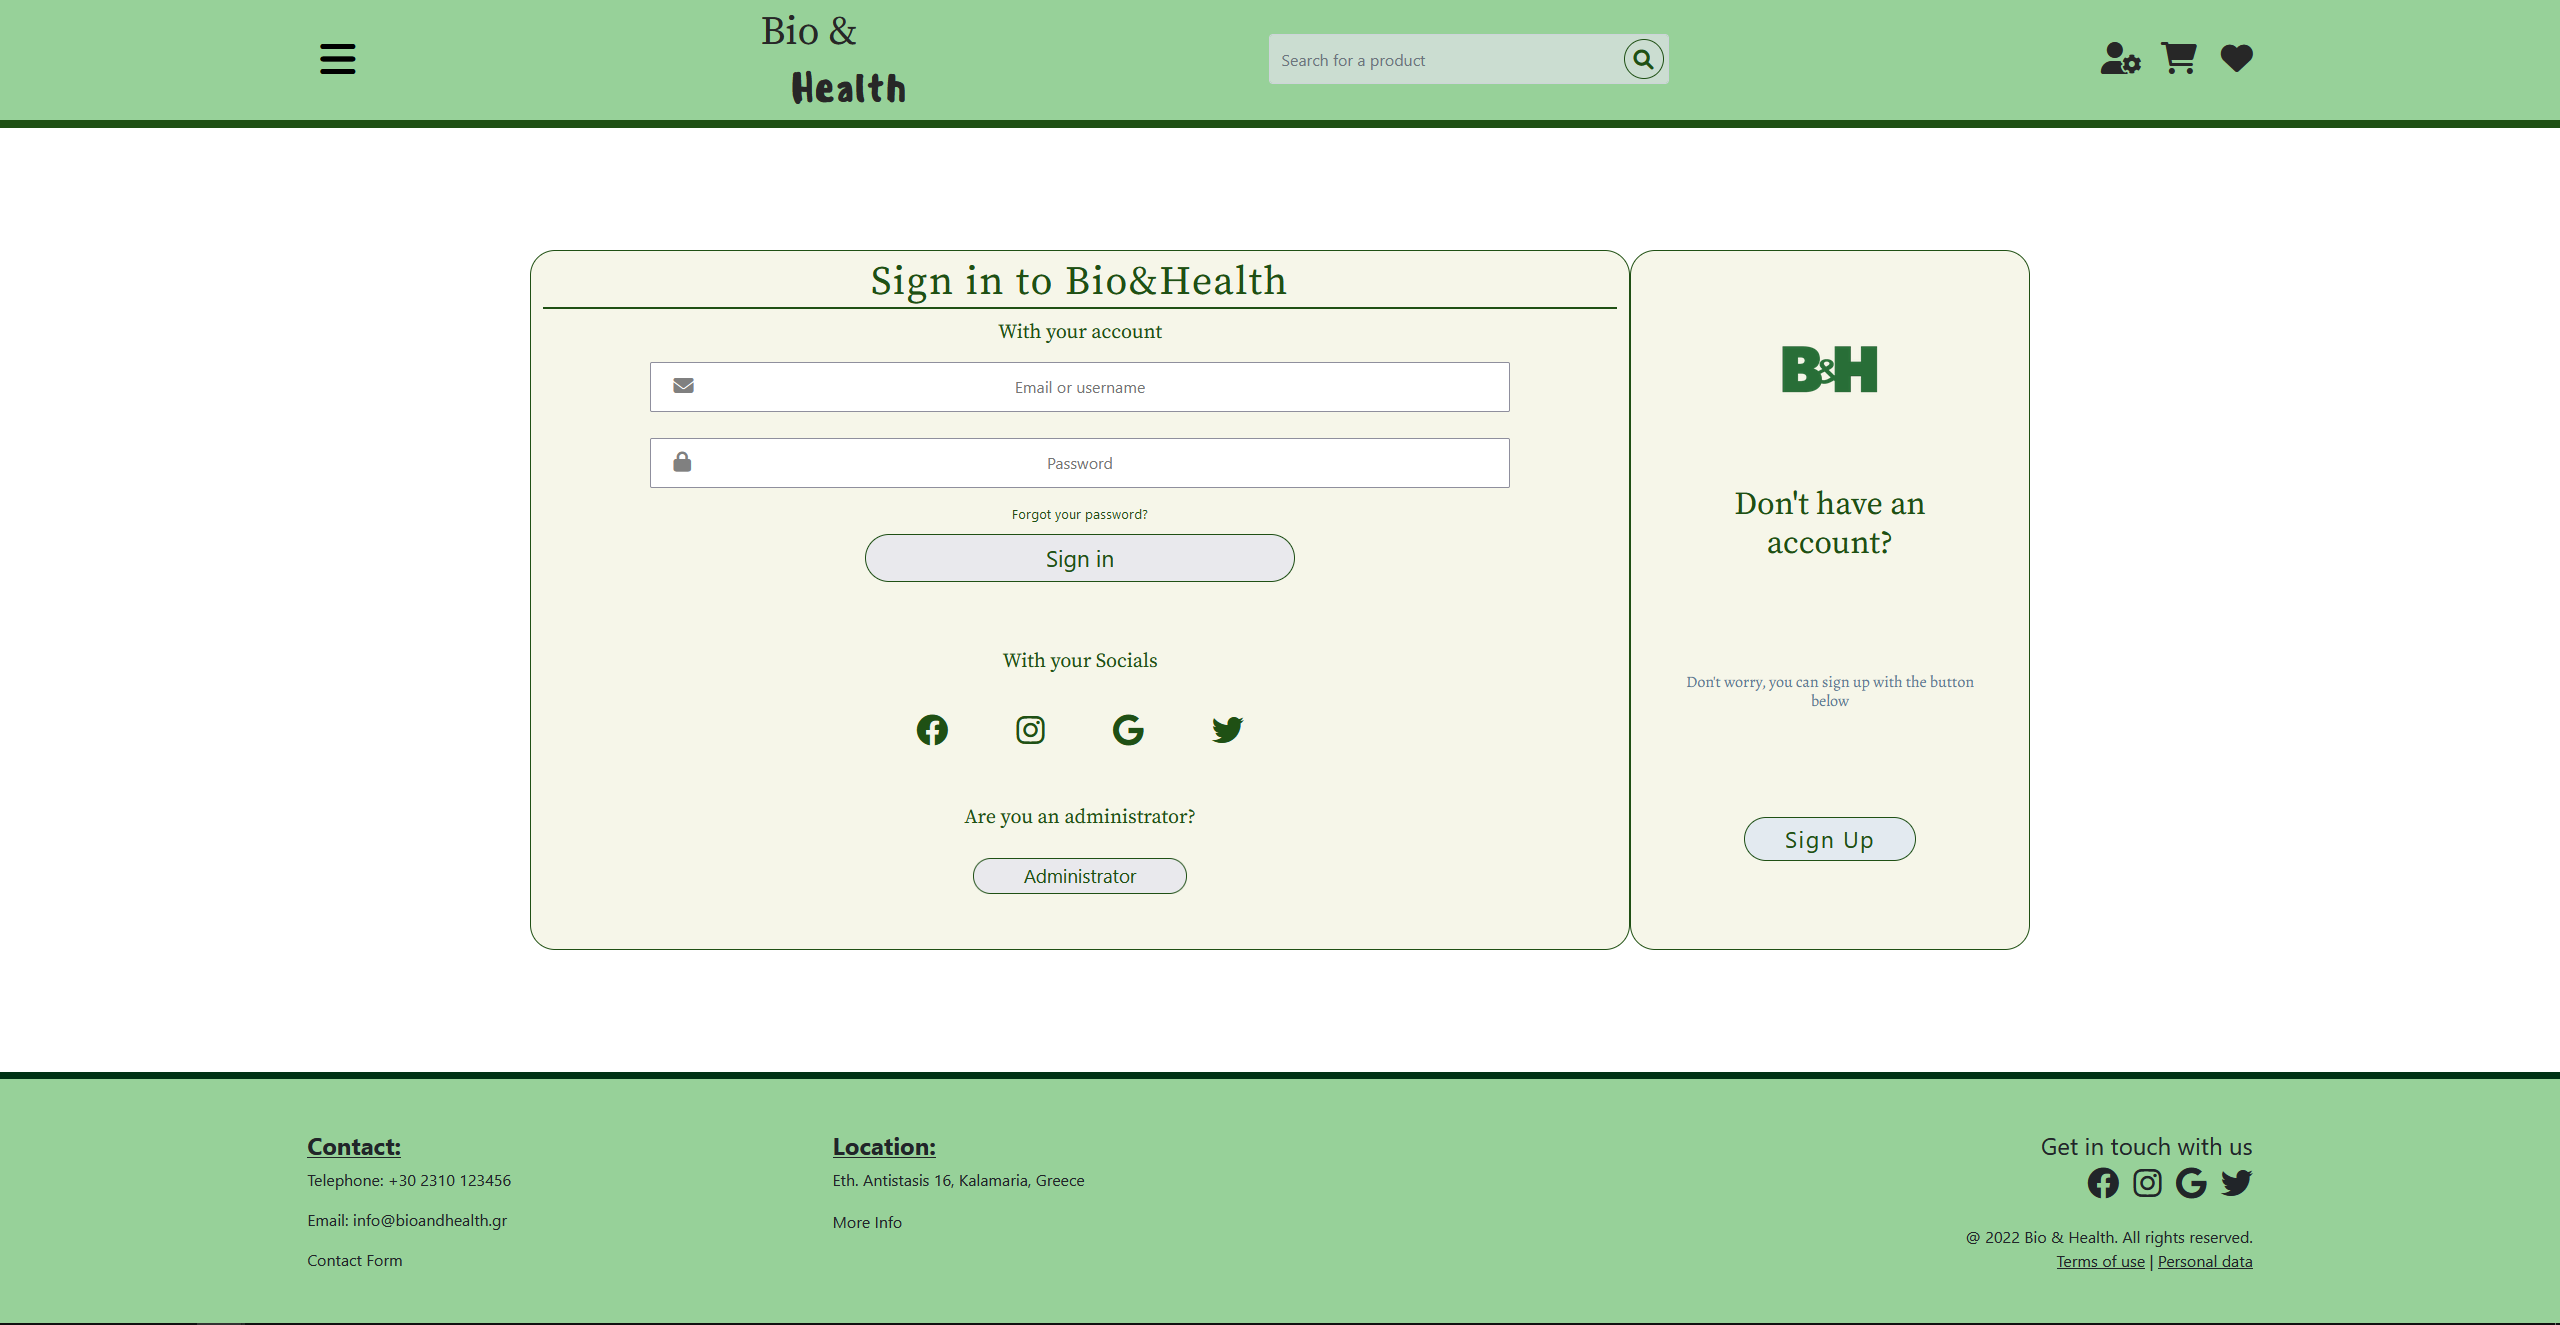 Bio &
Health
Search for a product
Sign in to Bio&Health
With your account
Email or username
Password
Forgot your password?
Sign in
With your Socials
Are you an administrator?
Administrator
B&H
Don't have an
account?
Don't worry, you can sign up with the button
below
Sign Up
Contact:
Telephone: +30 2310 123456
Email: info@bioandhealth.gr
Contact Form
Location:
Eth. Antistasis 16, Kalamaria, Greece
More Info
Get in touch with us
@ 2022 Bio & Health. All rights reserved.
Terms of use | Personal data